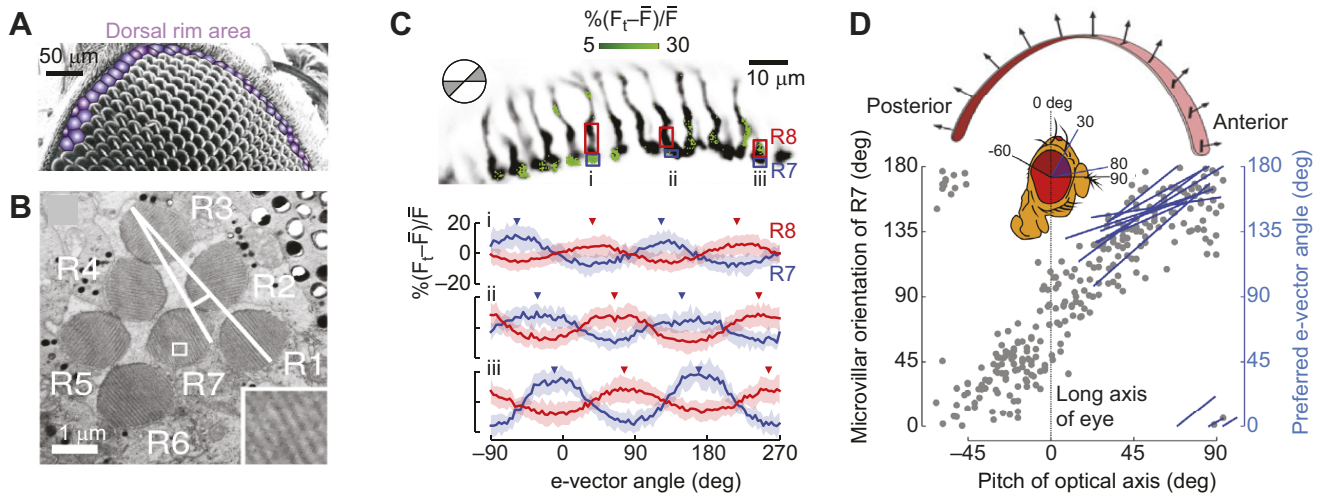 A
Dorsal rim area
50 μm
B
R3
R4
R2
R1
R5
R7
R6
1 μm
C
%(Ft–F̅)/F̅
5 30
10 μm
R8
R7
i ii iii
%(Ft–F̅)/F̅
20
0
–20
i
R8
R7
ii
iii
–90 0 90 180 270
e-vector angle (deg)
D
Posterior
Anterior
0 deg
30
-60
80
90
Microvillar orientation of R7 (deg)
180
135
90
45
0
Long axis
of eye
–45 0 45 90
Pitch of optical axis (deg)
180
135
90
45
0
Preferred e-vector angle (deg)